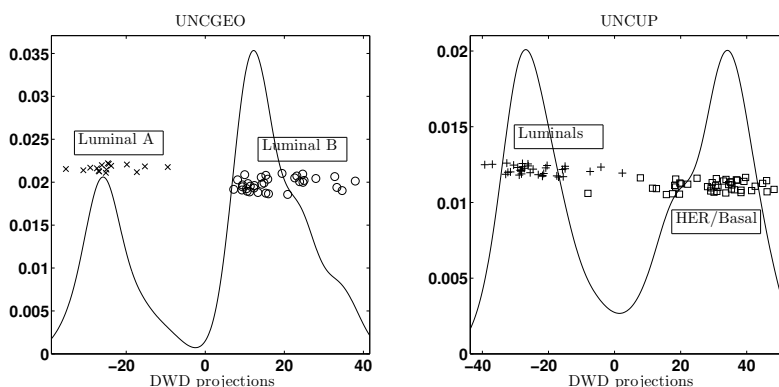 UNCGEO
0.035
0.03
0.025
0.02
0.015
0.01
0.005
0
Luminal A
Luminal B
−20
0
20
40
DWD projections
UNCUP
0.02
0.015
0.01
0.005
0
Luminals
HER/Basal
−40
−20
0
20
40
DWD projections